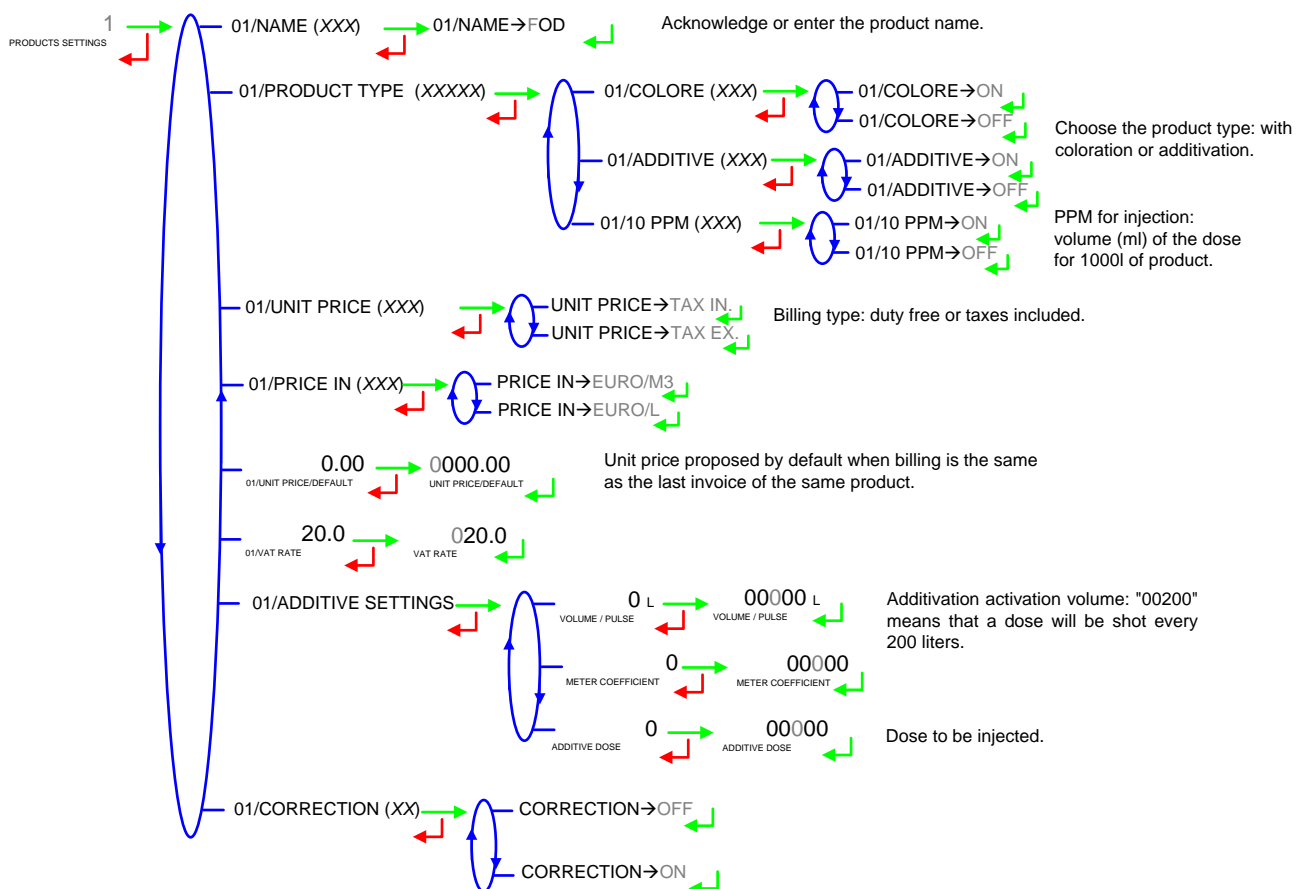 1
PRODUCTS SETTINGS
01/NAME (XXX)
01/NAME→FOD
Acknowledge or enter the product name.
01/PRODUCT TYPE (XXXXX)
01/COLORE (XXX)
01/COLORE→ON
01/COLORE→OFF
Choose the product type: with
coloration or additivation.
01/ADDITIVE (XXX)
01/ADDITIVE→ON
01/ADDITIVE→OFF
01/10 PPM (XXX)
01/10 PPM→ON
01/10 PPM→OFF
PPM for injection:
volume (ml) of the dose
for 1000l of product.
01/UNIT PRICE (XXX)
UNIT PRICE→TAX IN.
UNIT PRICE→TAX EX.
Billing type: duty free or taxes included.
01/PRICE IN (XXX)
PRICE IN→EURO/M3
PRICE IN→EURO/L
0.00
01/UNIT PRICE/DEFAULT
0000.00
UNIT PRICE/DEFAULT
Unit price proposed by default when billing is the same
as the last invoice of the same product.
20.0
01/VAT RATE
020.0
VAT RATE
01/ADDITIVE SETTINGS
0 L
VOLUME / PULSE
00000 L
VOLUME / PULSE
Additivation activation volume: "00200"
means that a dose will be shot every
200 liters.
0
METER COEFFICIENT
00000
METER COEFFICIENT
0
ADDITIVE DOSE
00000
ADDITIVE DOSE
Dose to be injected.
01/CORRECTION (XX)
CORRECTION→OFF
CORRECTION→ON